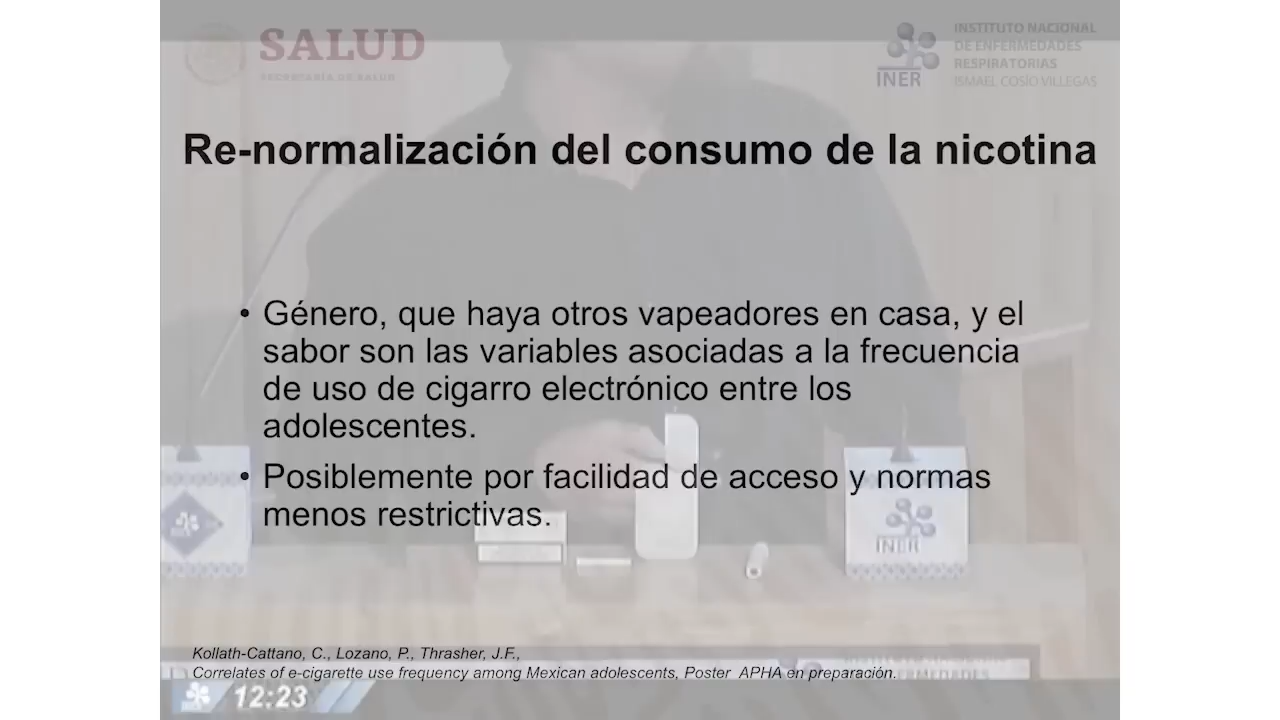 SALUD
SECRETARÍA DE SALUD
INER
INSTITUTO NACIONAL
DE ENFERMEDADES
RESPIRATORIAS
ISMAEL COSÍO VILLEGAS
Re-normalización del consumo de la nicotina
• Género, que haya otros vapeadores en casa, y el
sabor son las variables asociadas a la frecuencia
de uso de cigarro electrónico entre los
adolescentes.
• Posiblemente por facilidad de acceso y normas
menos restrictivas.
INER
Kollath-Cattano, C., Lozano, P., Thrasher, J.F.,
Correlates of e-cigarette use frequency among Mexican adolescents, Poster APHA en preparación.
12:23